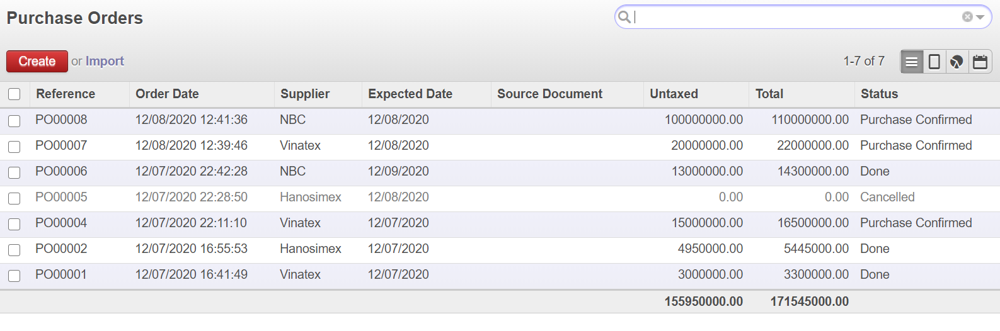 Purchase Orders
Create or Import 1-7 of 7
Reference Order Date Supplier Expected Date Source Document Untaxed Total Status
PO00008 12/08/2020 12:41:36 NBC 12/08/2020 100000000.00 110000000.00 Purchase Confirmed
PO00007 12/08/2020 12:39:46 Vinatex 12/08/2020 20000000.00 22000000.00 Purchase Confirmed
PO00006 12/07/2020 22:42:28 NBC 12/09/2020 13000000.00 14300000.00 Done
PO00005 12/07/2020 22:28:50 Hanosimex 12/08/2020 0.00 0.00 Cancelled
PO00004 12/07/2020 22:11:10 Vinatex 12/07/2020 15000000.00 16500000.00 Purchase Confirmed
PO00002 12/07/2020 16:55:53 Hanosimex 12/07/2020 4950000.00 5445000.00 Done
PO00001 12/07/2020 16:41:49 Vinatex 12/07/2020 3000000.00 3300000.00 Done
155950000.00 171545000.00